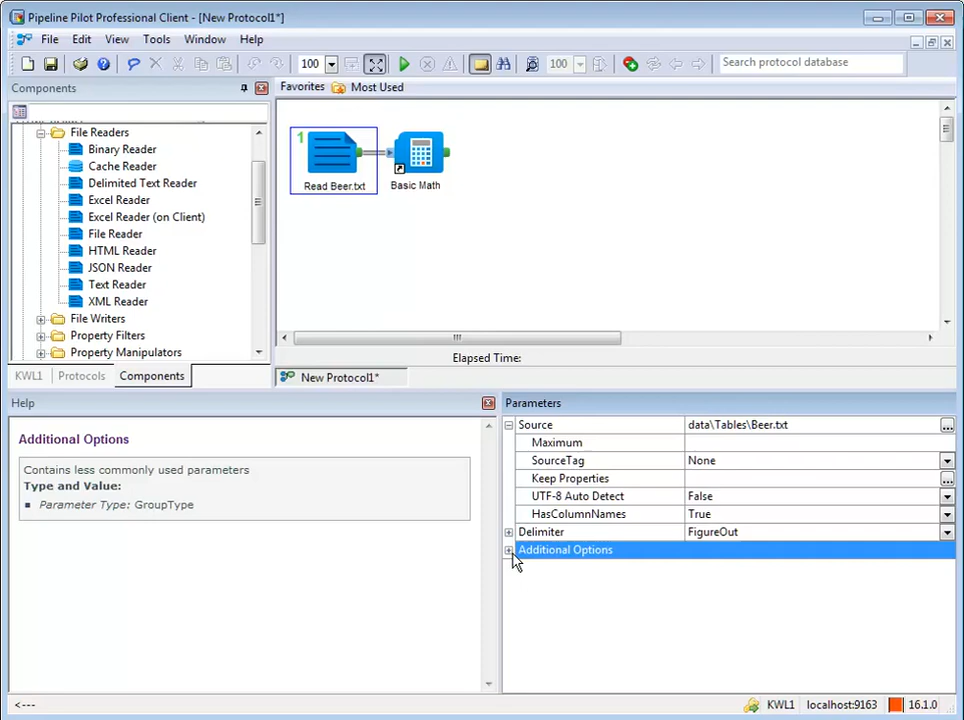 Pipeline Pilot Professional Client - [New Protocol1*]
File Edit View Tools Window Help
100 100 Search protocol database
Components
Favorites Most Used
File Readers
Binary Reader
Cache Reader
Delimited Text Reader
Excel Reader
Excel Reader (on Client)
File Reader
HTML Reader
JSON Reader
Text Reader
XML Reader
File Writers
Property Filters
Property Manipulators
1
Read Beer.txt
Basic Math
Elapsed Time:
KWL1 Protocols Components
New Protocol1*
Help
Additional Options
Contains less commonly used parameters
Type and Value:
Parameter Type: GroupType
Parameters
Source data\Tables\Beer.txt
Maximum
SourceTag None
Keep Properties
UTF-8 Auto Detect False
HasColumnNames True
Delimiter FigureOut
Additional Options
<--- KWL1 localhost:9163 16.1.0